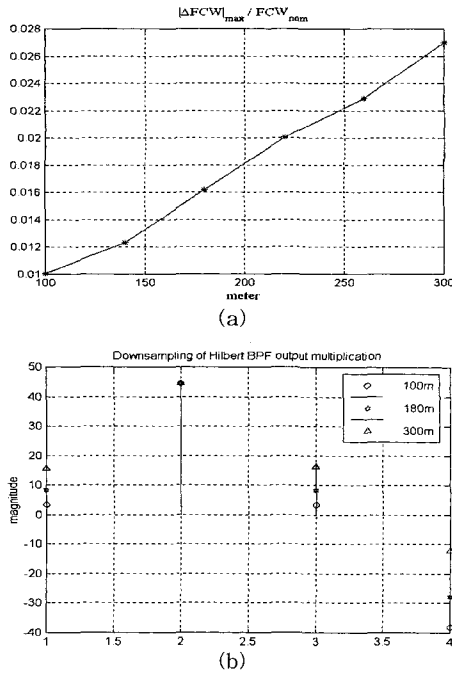 |ΔFCW|max / FCWnom
0.028
0.026
0.024
0.022
0.02
0.018
0.016
0.014
0.012
0.01
100 150 200 250 300
meter
(a)
Downsampling of Hilbert BPF output multiplication
50
40
30
20
10
0
-10
-20
-30
-40
magnitude
100m
180m
300m
1 1.5 2 2.5 3 3.5 4
(b)